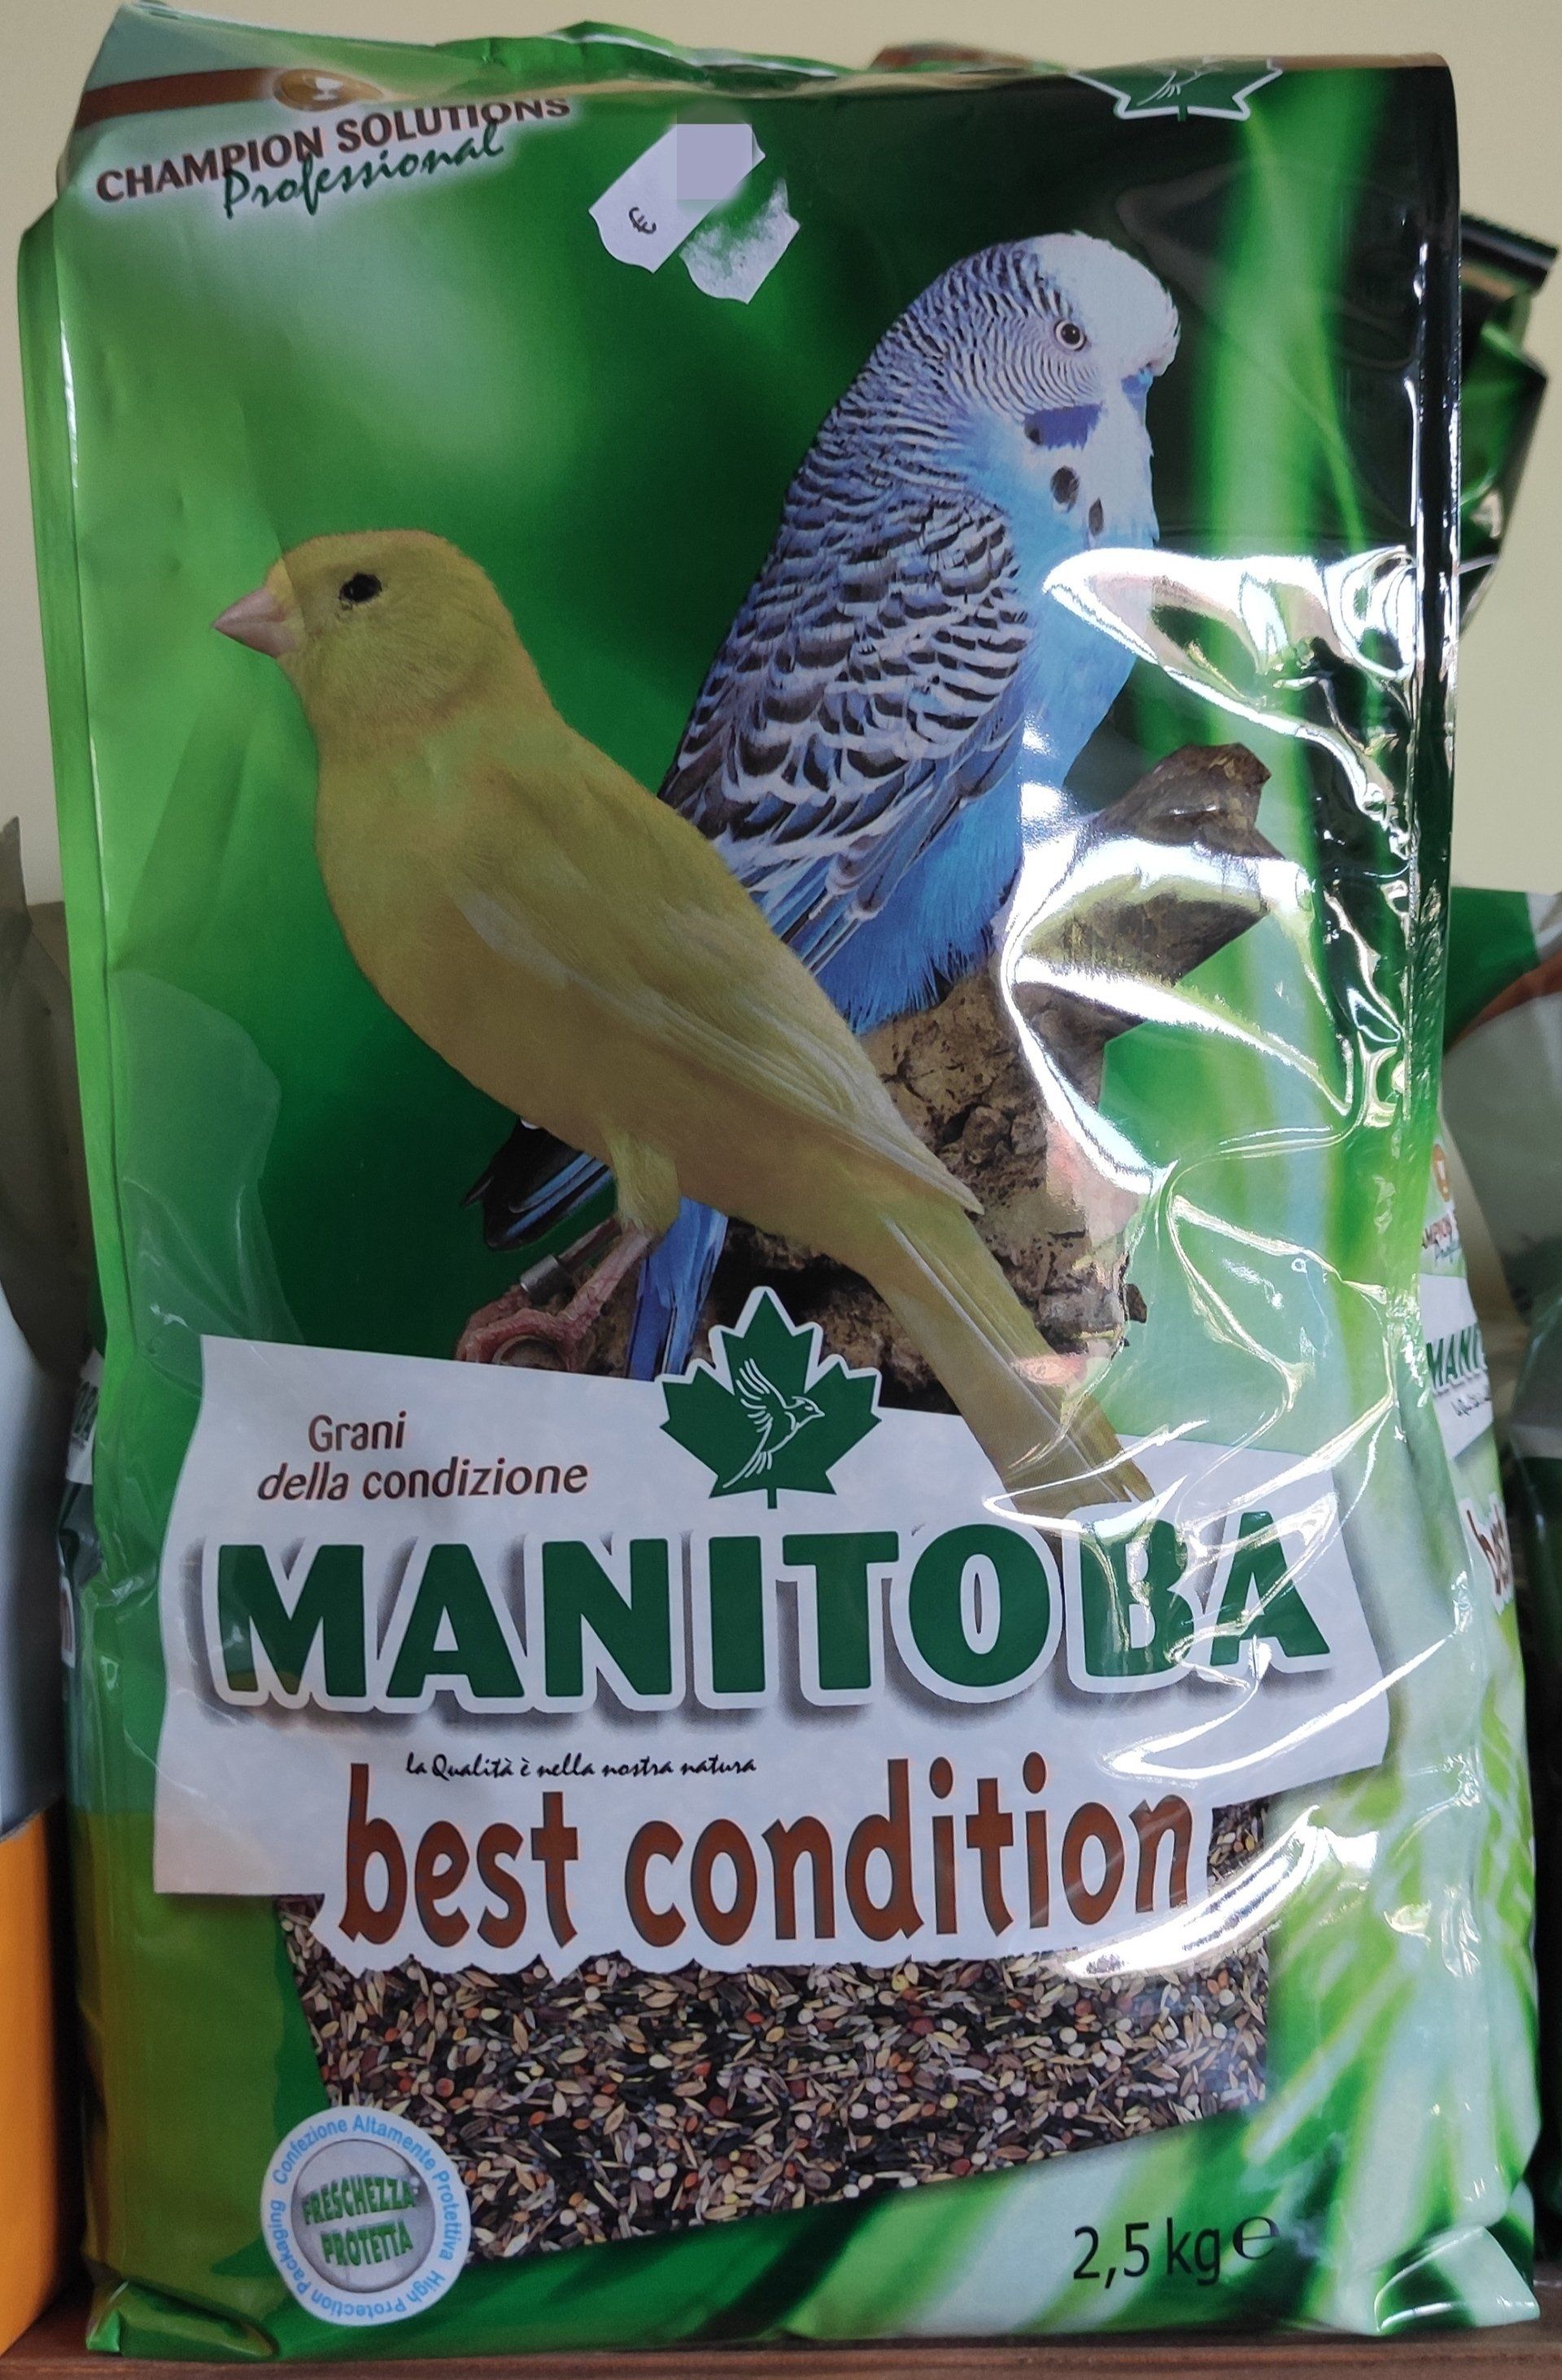 CHAMPION SOLUTIONS
Professional
€
Grani
della condizione
MANITOBA
la Qualità è nella nostra natura
best condition
Confezione Altamente Protettiva
High Protection Packaging
FRESCHEZZA
PROTETTA
2,5 kg e